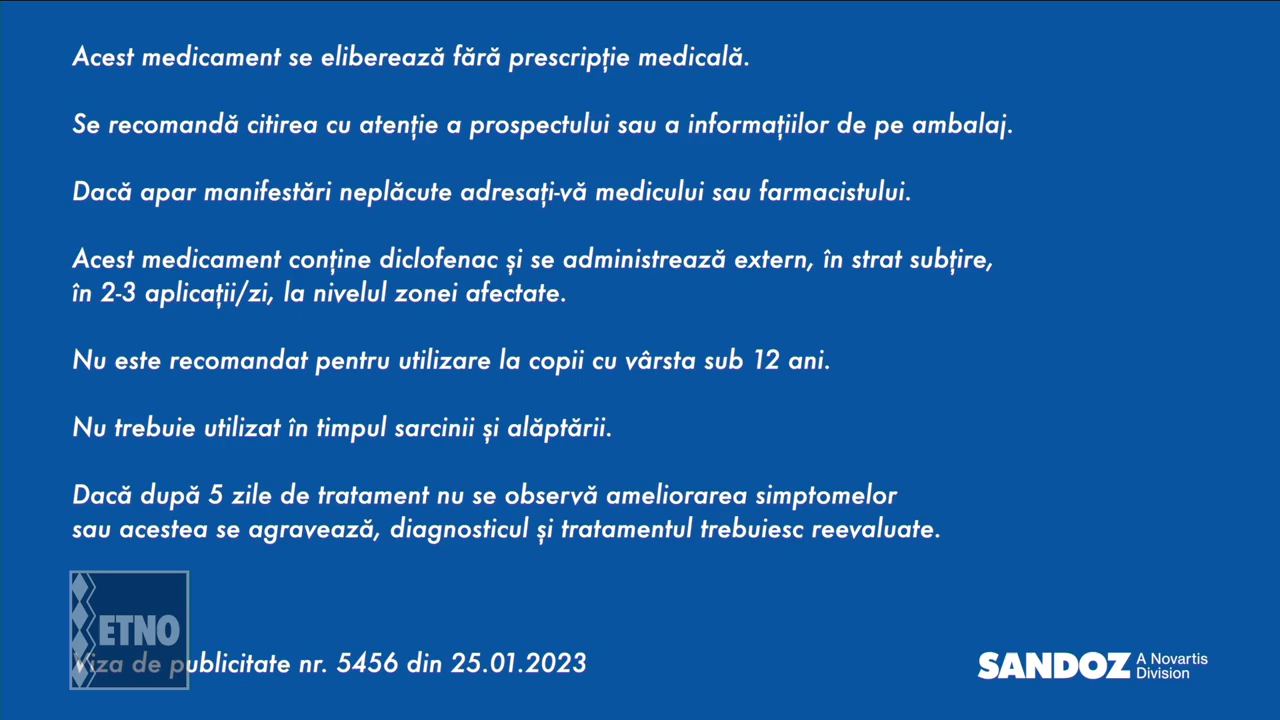 Acest medicament se eliberează fără prescripție medicală.
Se recomandă citirea cu atenție a prospectului sau a informațiilor de pe ambalaj.
Dacă apar manifestări neplăcute adresați-vă medicului sau farmacistului.
Acest medicament conține diclofenac și se administrează extern, în strat subțire,
în 2-3 aplicații/zi, la nivelul zonei afectate.
Nu este recomandat pentru utilizare la copii cu vârsta sub 12 ani.
Nu trebuie utilizat în timpul sarcinii și alăptării.
Dacă după 5 zile de tratament nu se observă ameliorarea simptomelor
sau acestea se agravează, diagnosticul și tratamentul trebuiesc reevaluate.
ETNO
Viza de publicitate nr. 5456 din 25.01.2023
SANDOZ A Novartis
Division